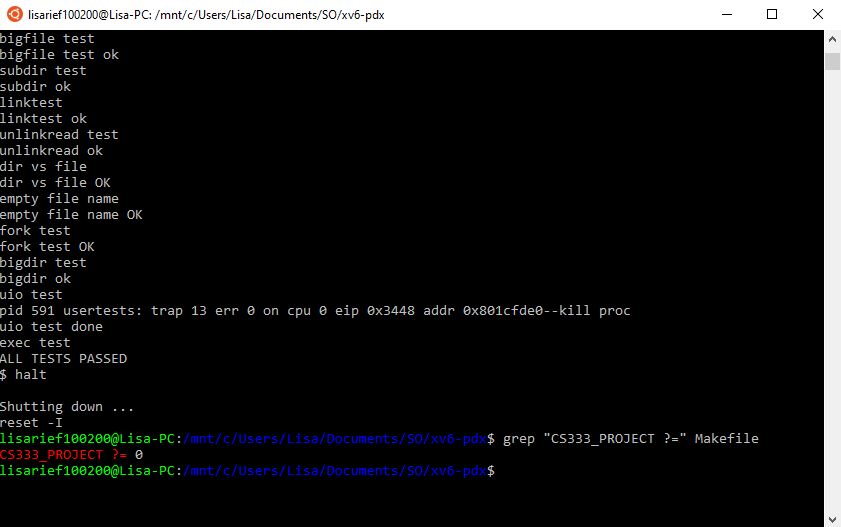 lisarief100200@Lisa-PC: /mnt/c/Users/Lisa/Documents/SO/xv6-pdx
bigfile test
bigfile test ok
subdir test
subdir ok
linktest
linktest ok
unlinkread test
unlinkread ok
dir vs file
dir vs file OK
empty file name
empty file name OK
fork test
fork test OK
bigdir test
bigdir ok
uio test
pid 591 usertests: trap 13 err 0 on cpu 0 eip 0x3448 addr 0x801cfde0--kill proc
uio test done
exec test
ALL TESTS PASSED
$ halt
Shutting down ...
reset -I
lisarief100200@Lisa-PC:/mnt/c/Users/Lisa/Documents/SO/xv6-pdx$ grep "CS333_PROJECT ?=" Makefile
CS333_PROJECT ?= 0
lisarief100200@Lisa-PC:/mnt/c/Users/Lisa/Documents/SO/xv6-pdx$